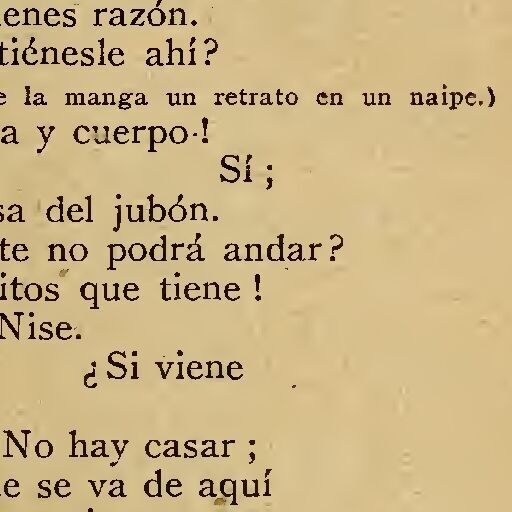 ienes razón.
tiénesle ahí?
e la manga un retrato en un naipe.)
a y cuerpo!
Sí;
sa del jubón.
te no podrá andar?
itos que tiene!
Nise.
¿Si viene
No hay casar;
e se va de aquí